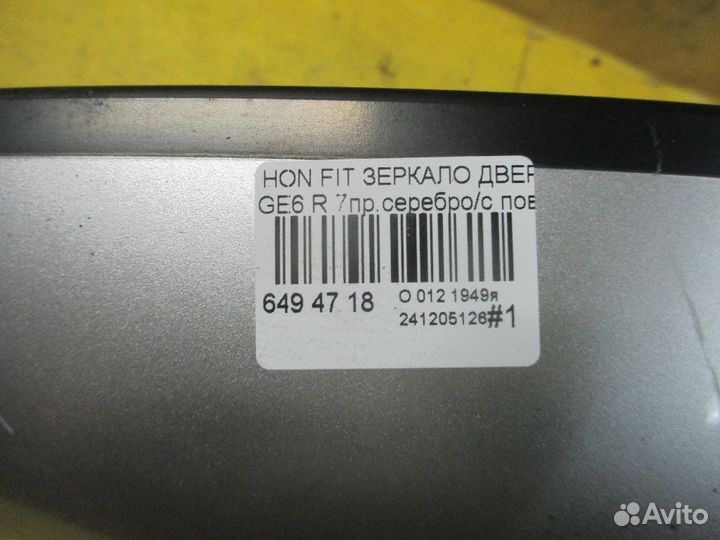 HON FIT ЗЕРКАЛО ДВЕР
GE6 R 7пр.серебро/с пов
649 47 18
О 012 1949я
241205126#1
Avito